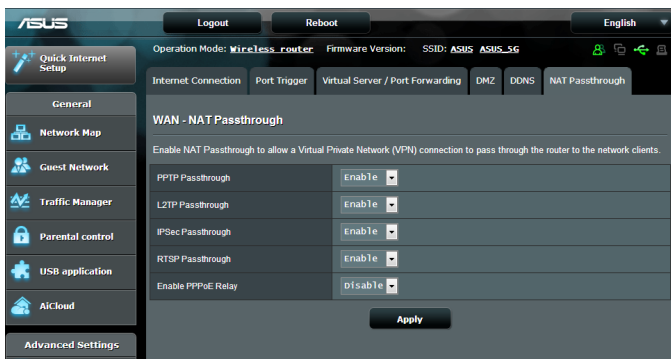 ASUS
Logout
Reboot
English
Quick Internet
Setup
Operation Mode: Wireless router Firmware Version: SSID: ASUS ASUS_5G
Internet Connection
Port Trigger
Virtual Server / Port Forwarding
DMZ
DDNS
NAT Passthrough
General
Network Map
Guest Network
Traffic Manager
Parental control
USB application
AiCloud
Advanced Settings
WAN - NAT Passthrough
Enable NAT Passthrough to allow a Virtual Private Network (VPN) connection to pass through the router to the network clients.
PPTP Passthrough Enable
L2TP Passthrough Enable
IPSec Passthrough Enable
RTSP Passthrough Enable
Enable PPPoE Relay Disable
Apply